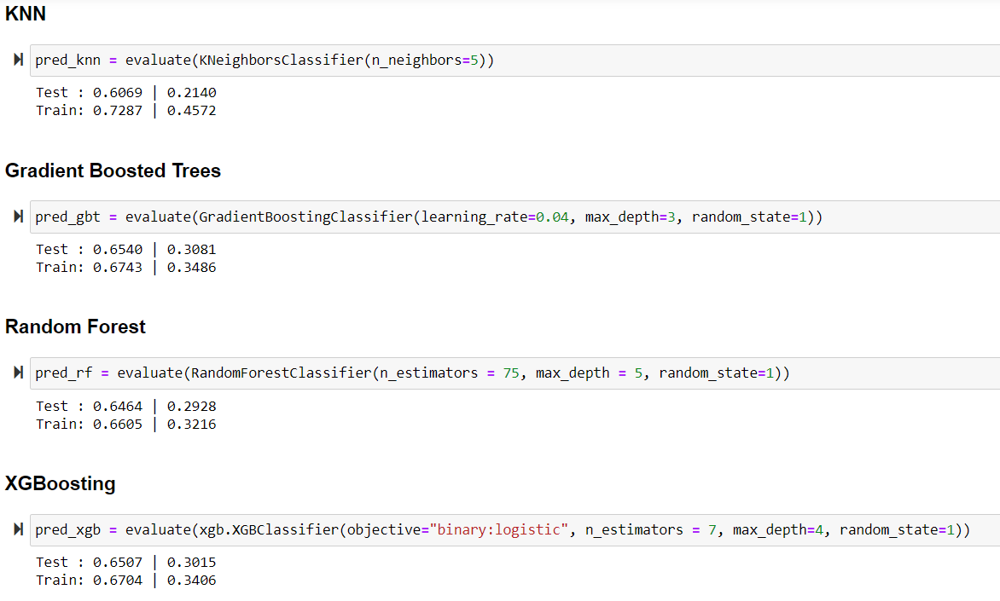 KNN
pred_knn = evaluate(KNeighborsClassifier(n_neighbors=5))
Test : 0.6069 | 0.2140
Train: 0.7287 | 0.4572
Gradient Boosted Trees
pred_gbt = evaluate(GradientBoostingClassifier(learning_rate=0.04, max_depth=3, random_state=1))
Test : 0.6540 | 0.3081
Train: 0.6743 | 0.3486
Random Forest
pred_rf = evaluate(RandomForestClassifier(n_estimators = 75, max_depth = 5, random_state=1))
Test : 0.6464 | 0.2928
Train: 0.6605 | 0.3216
XGBoosting
pred_xgb = evaluate(xgb.XGBClassifier(objective="binary:logistic", n_estimators = 7, max_depth=4, random_state=1))
Test : 0.6507 | 0.3015
Train: 0.6704 | 0.3406